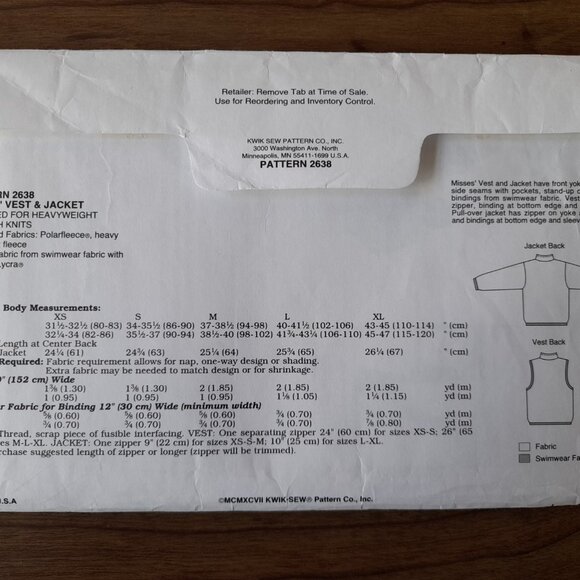 Retailer: Remove Tab at Time of Sale.
Use for Reordering and Inventory Control.
KWIK SEW PATTERN CO., INC.
3000 Washington Ave. North
Minneapolis, MN 55411-1699 U.S.A.
PATTERN 2638
RN 2638
' VEST & JACKET
ED FOR HEAVYWEIGHT
H KNITS
d Fabrics: Polarfleece®, heavy
fleece
abric from swimwear fabric with
ycra®
Misses' Vest and Jacket have front yok
side seams with pockets, stand-up c
bindings from swimwear fabric. Vest
zipper, binding at bottom edge and
Pull-over jacket has zipper on yoke
and bindings at bottom edge and slee
Jacket Back
Vest Back
Fabric
Swimwear Fa
Body Measurements:
XS S M L XL
31½-32½ (80-83) 34-35½ (86-90) 37-38½ (94-98) 40-41½ (102-106) 43-45 (110-114) " (cm)
32¼-34 (82-86) 35½-37 (90-94) 38½-40 (98-102) 41¾-43¼ (106-110) 45-47 (115-120) " (cm)
Length at Center Back
Jacket 24¼ (61) 24¾ (63) 25¼ (64) 25¾ (65) 26¼ (67) " (cm)
Required: Fabric requirement allows for nap, one-way design or shading.
Extra fabric may be needed to match design or for shrinkage.
0" (152 cm) Wide
1⅜ (1.30) 1⅜ (1.30) 2 (1.85) 2 (1.85) 2 (1.85) yd (m)
1 (0.95) 1 (0.95) 1 (0.95) 1⅛ (1.05) 1¼ (1.15) yd (m)
r Fabric for Binding 12" (30 cm) Wide (minimum width)
⅝ (0.60) ⅝ (0.60) ⅝ (0.60) ¾ (0.70) ¾ (0.70) yd (m)
¾ (0.70) ¾ (0.70) ¾ (0.70) ¾ (0.70) ⅞ (0.80) yd (m)
Thread, scrap piece of fusible interfacing. VEST: One separating zipper 24" (60 cm) for sizes XS-S; 26" (65
es M-L-XL. JACKET: One zipper 9" (22 cm) for sizes XS-S-M; 10" (25 cm) for sizes L-XL.
rchase suggested length of zipper or longer (zipper will be trimmed).
U.S.A
©MCMXCVII KWIK·SEW® Pattern Co., Inc.